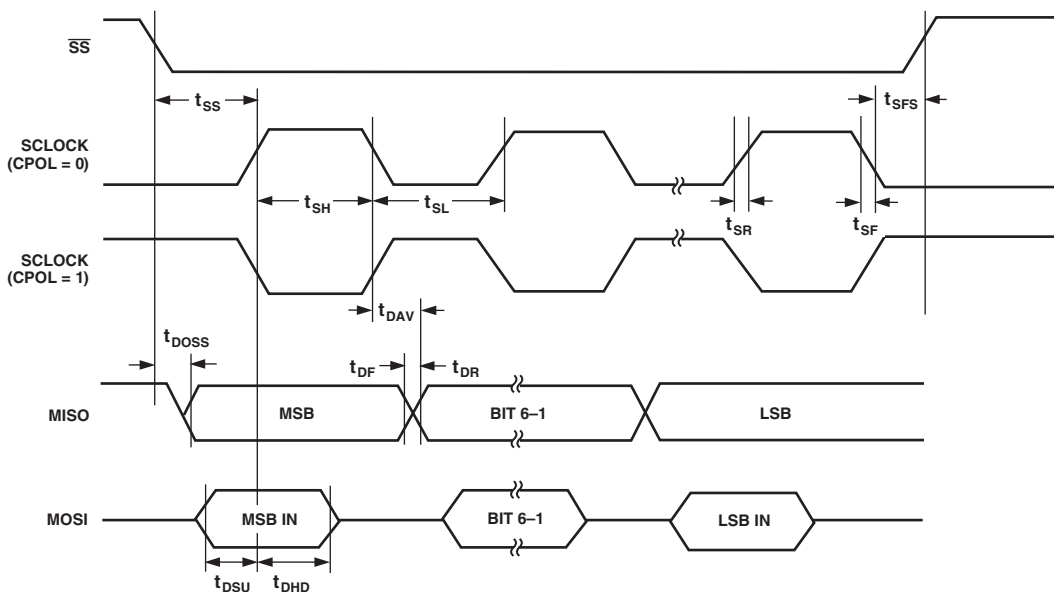 SS
tSS
tSFS
SCLOCK
(CPOL = 0)
tSH
tSL
tSR
tSF
SCLOCK
(CPOL = 1)
tDAV
tDOSS
tDF
tDR
MISO
MSB
BIT 6–1
LSB
MOSI
MSB IN
BIT 6–1
LSB IN
tDSU
tDHD